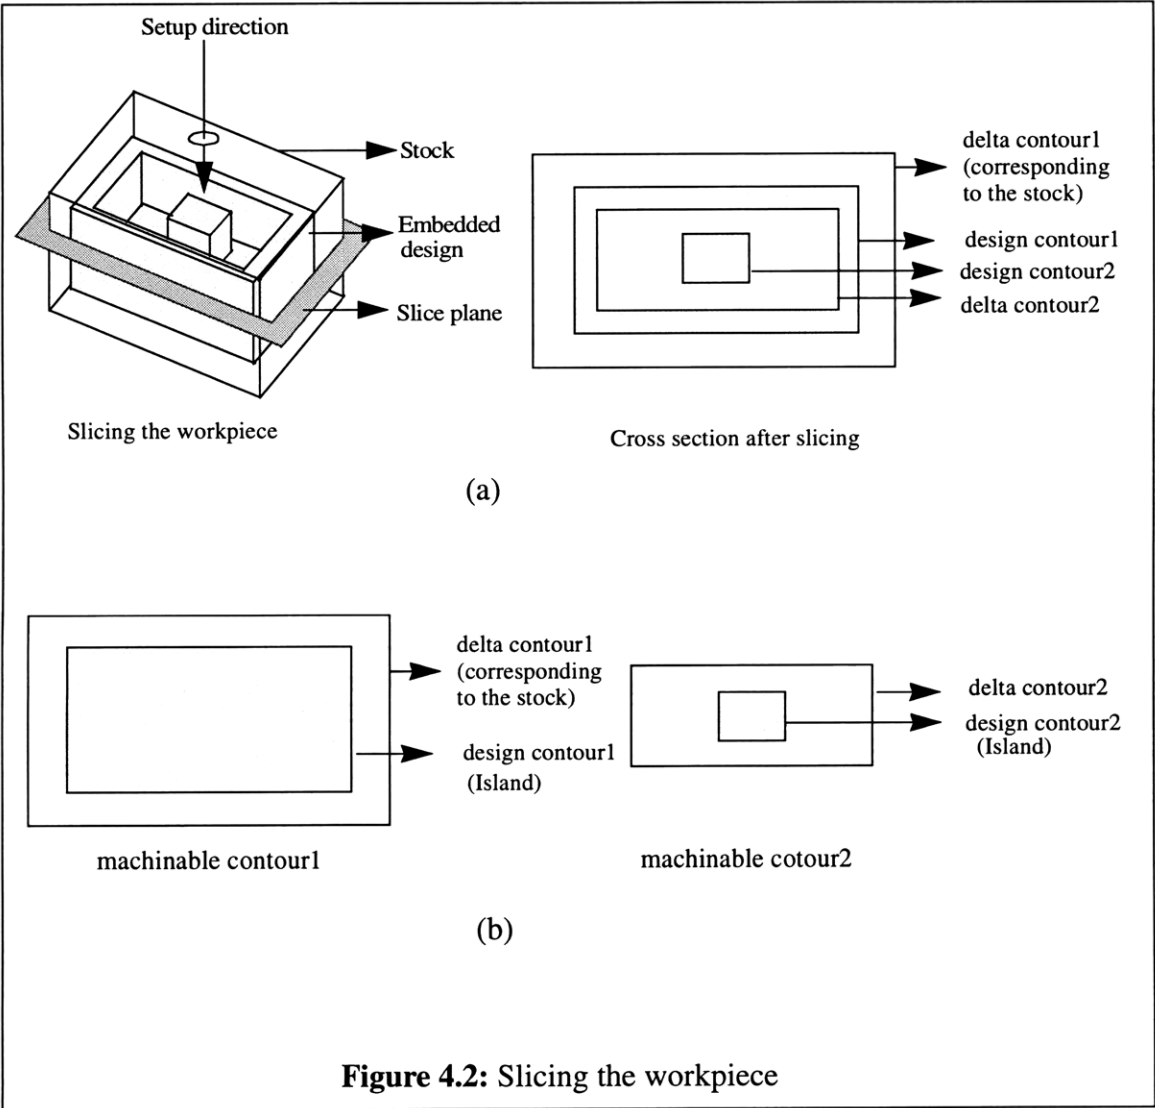 Setup direction
Stock
Embedded
design
Slice plane
Slicing the workpiece
delta contour1
(corresponding
to the stock)
design contour1
design contour2
delta contour2
Cross section after slicing
(a)
delta contour1
(corresponding
to the stock)
design contour1
(Island)
machinable contour1
delta contour2
design contour2
(Island)
machinable cotour2
(b)
Figure 4.2: Slicing the workpiece